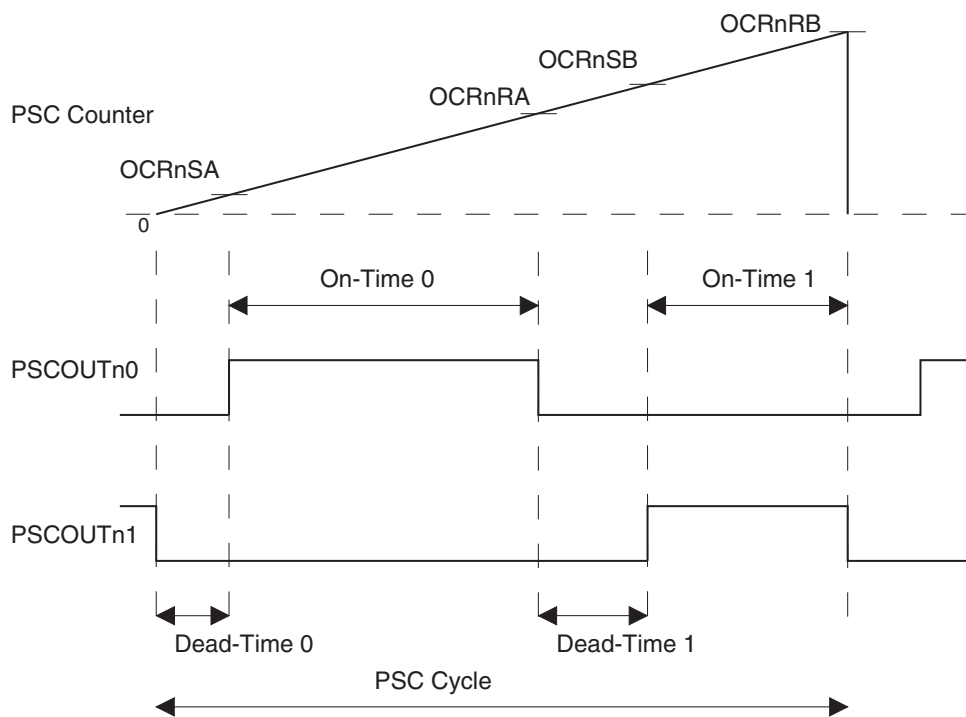 OCRnRB
OCRnSB
OCRnRA
PSC Counter
OCRnSA
0
On-Time 0
On-Time 1
PSCOUTn0
PSCOUTn1
Dead-Time 0
Dead-Time 1
PSC Cycle